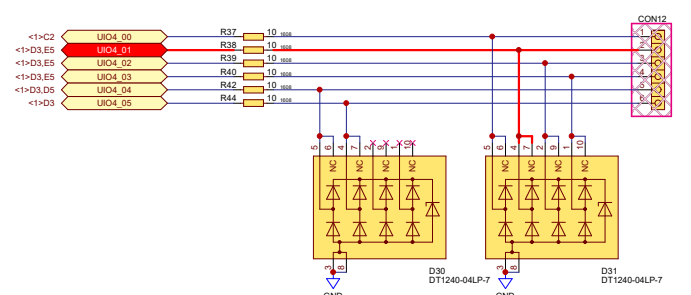 CON12
<1>C2 UIO4_00 R37 10 1608 1
<1>D3,E5 UIO4_01 R38 10 1608 2
<1>D3,E5 UIO4_02 R39 10 1608 3
<1>D3,E5 UIO4_03 R40 10 1608 4
<1>D3,D5 UIO4_04 R42 10 1608 5
<1>D3 UIO4_05 R44 10 1608 6
5 6 4 7 2 9 1 10 5 6 4 7 2 9 1 10
NC NC NC NC NC NC NC NC
3 8 3 8
D30 D31
DT1240-04LP-7 DT1240-04LP-7
GND GND